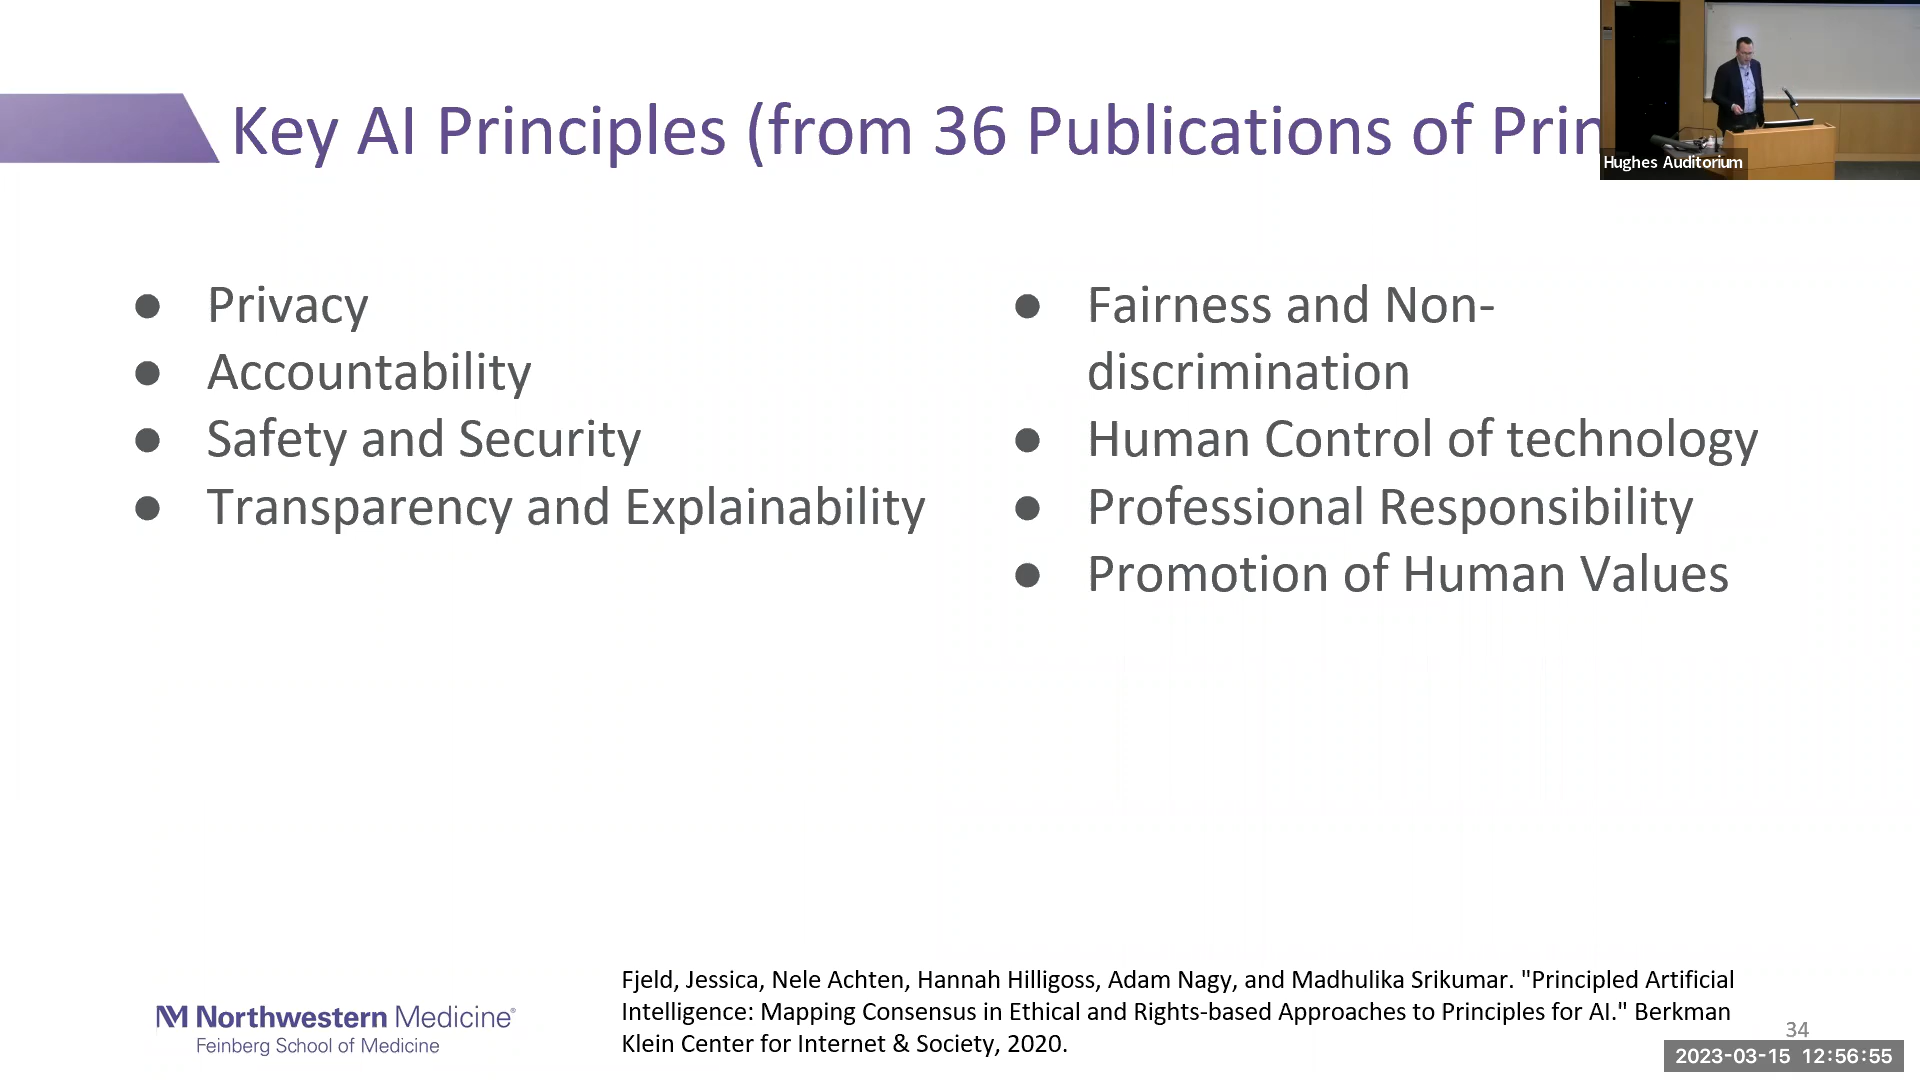 Key AI Principles (from 36 Publications of Prin
Hughes Auditorium
● Privacy
● Accountability
● Safety and Security
● Transparency and Explainability
● Fairness and Non-
discrimination
● Human Control of technology
● Professional Responsibility
● Promotion of Human Values
Fjeld, Jessica, Nele Achten, Hannah Hilligoss, Adam Nagy, and Madhulika Srikumar. "Principled Artificial
Intelligence: Mapping Consensus in Ethical and Rights-based Approaches to Principles for AI." Berkman
Klein Center for Internet & Society, 2020.
NM Northwestern Medicine®
Feinberg School of Medicine
34
2023-03-15 12:56:55